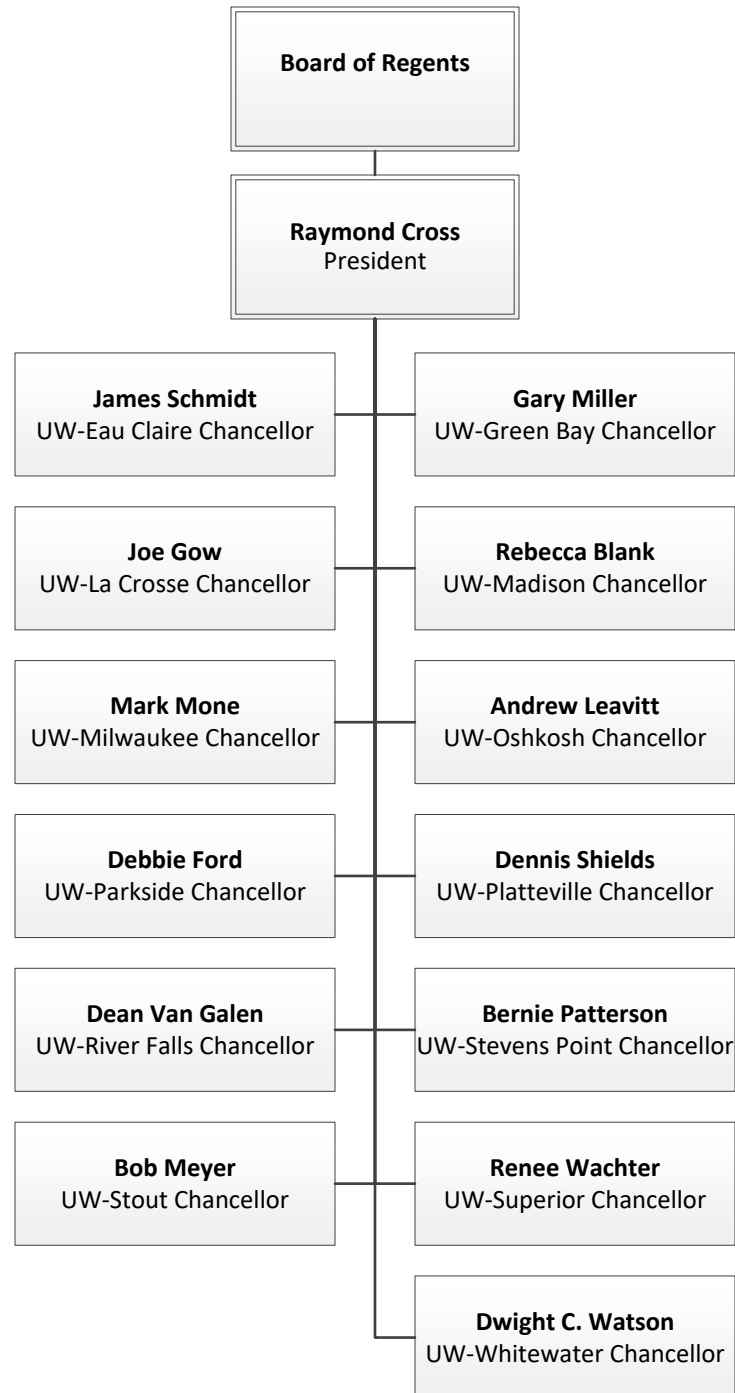 Board of Regents
Raymond Cross
President
James Schmidt
UW-Eau Claire Chancellor
Gary Miller
UW-Green Bay Chancellor
Joe Gow
UW-La Crosse Chancellor
Rebecca Blank
UW-Madison Chancellor
Mark Mone
UW-Milwaukee Chancellor
Andrew Leavitt
UW-Oshkosh Chancellor
Debbie Ford
UW-Parkside Chancellor
Dennis Shields
UW-Platteville Chancellor
Dean Van Galen
UW-River Falls Chancellor
Bernie Patterson
UW-Stevens Point Chancellor
Bob Meyer
UW-Stout Chancellor
Renee Wachter
UW-Superior Chancellor
Dwight C. Watson
UW-Whitewater Chancellor